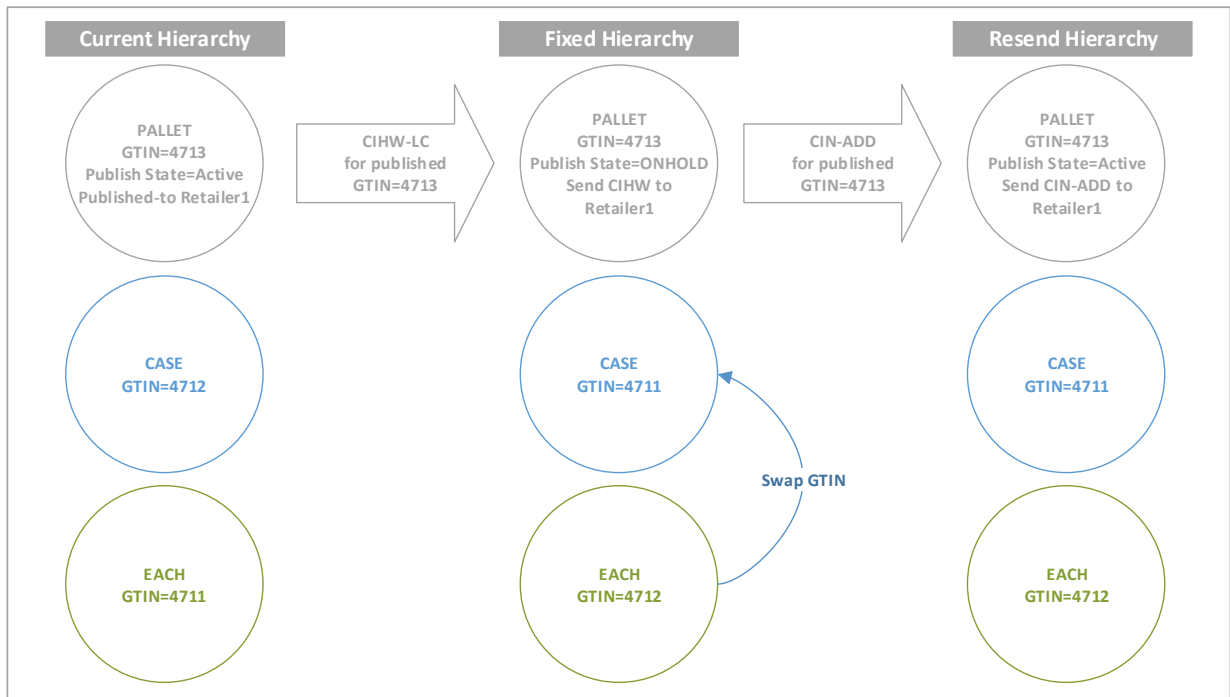 Current Hierarchy
Fixed Hierarchy
Resend Hierarchy
PALLET
GTIN=4713
Publish State=Active
Published-to Retailer1
CIHW-LC
for published
GTIN=4713
PALLET
GTIN=4713
Publish State=ONHOLD
Send CIHW to
Retailer1
CIN-ADD
for published
GTIN=4713
PALLET
GTIN=4713
Publish State=Active
Send CIN-ADD to
Retailer1
CASE
GTIN=4712
CASE
GTIN=4711
CASE
GTIN=4711
Swap GTIN
EACH
GTIN=4711
EACH
GTIN=4712
EACH
GTIN=4712